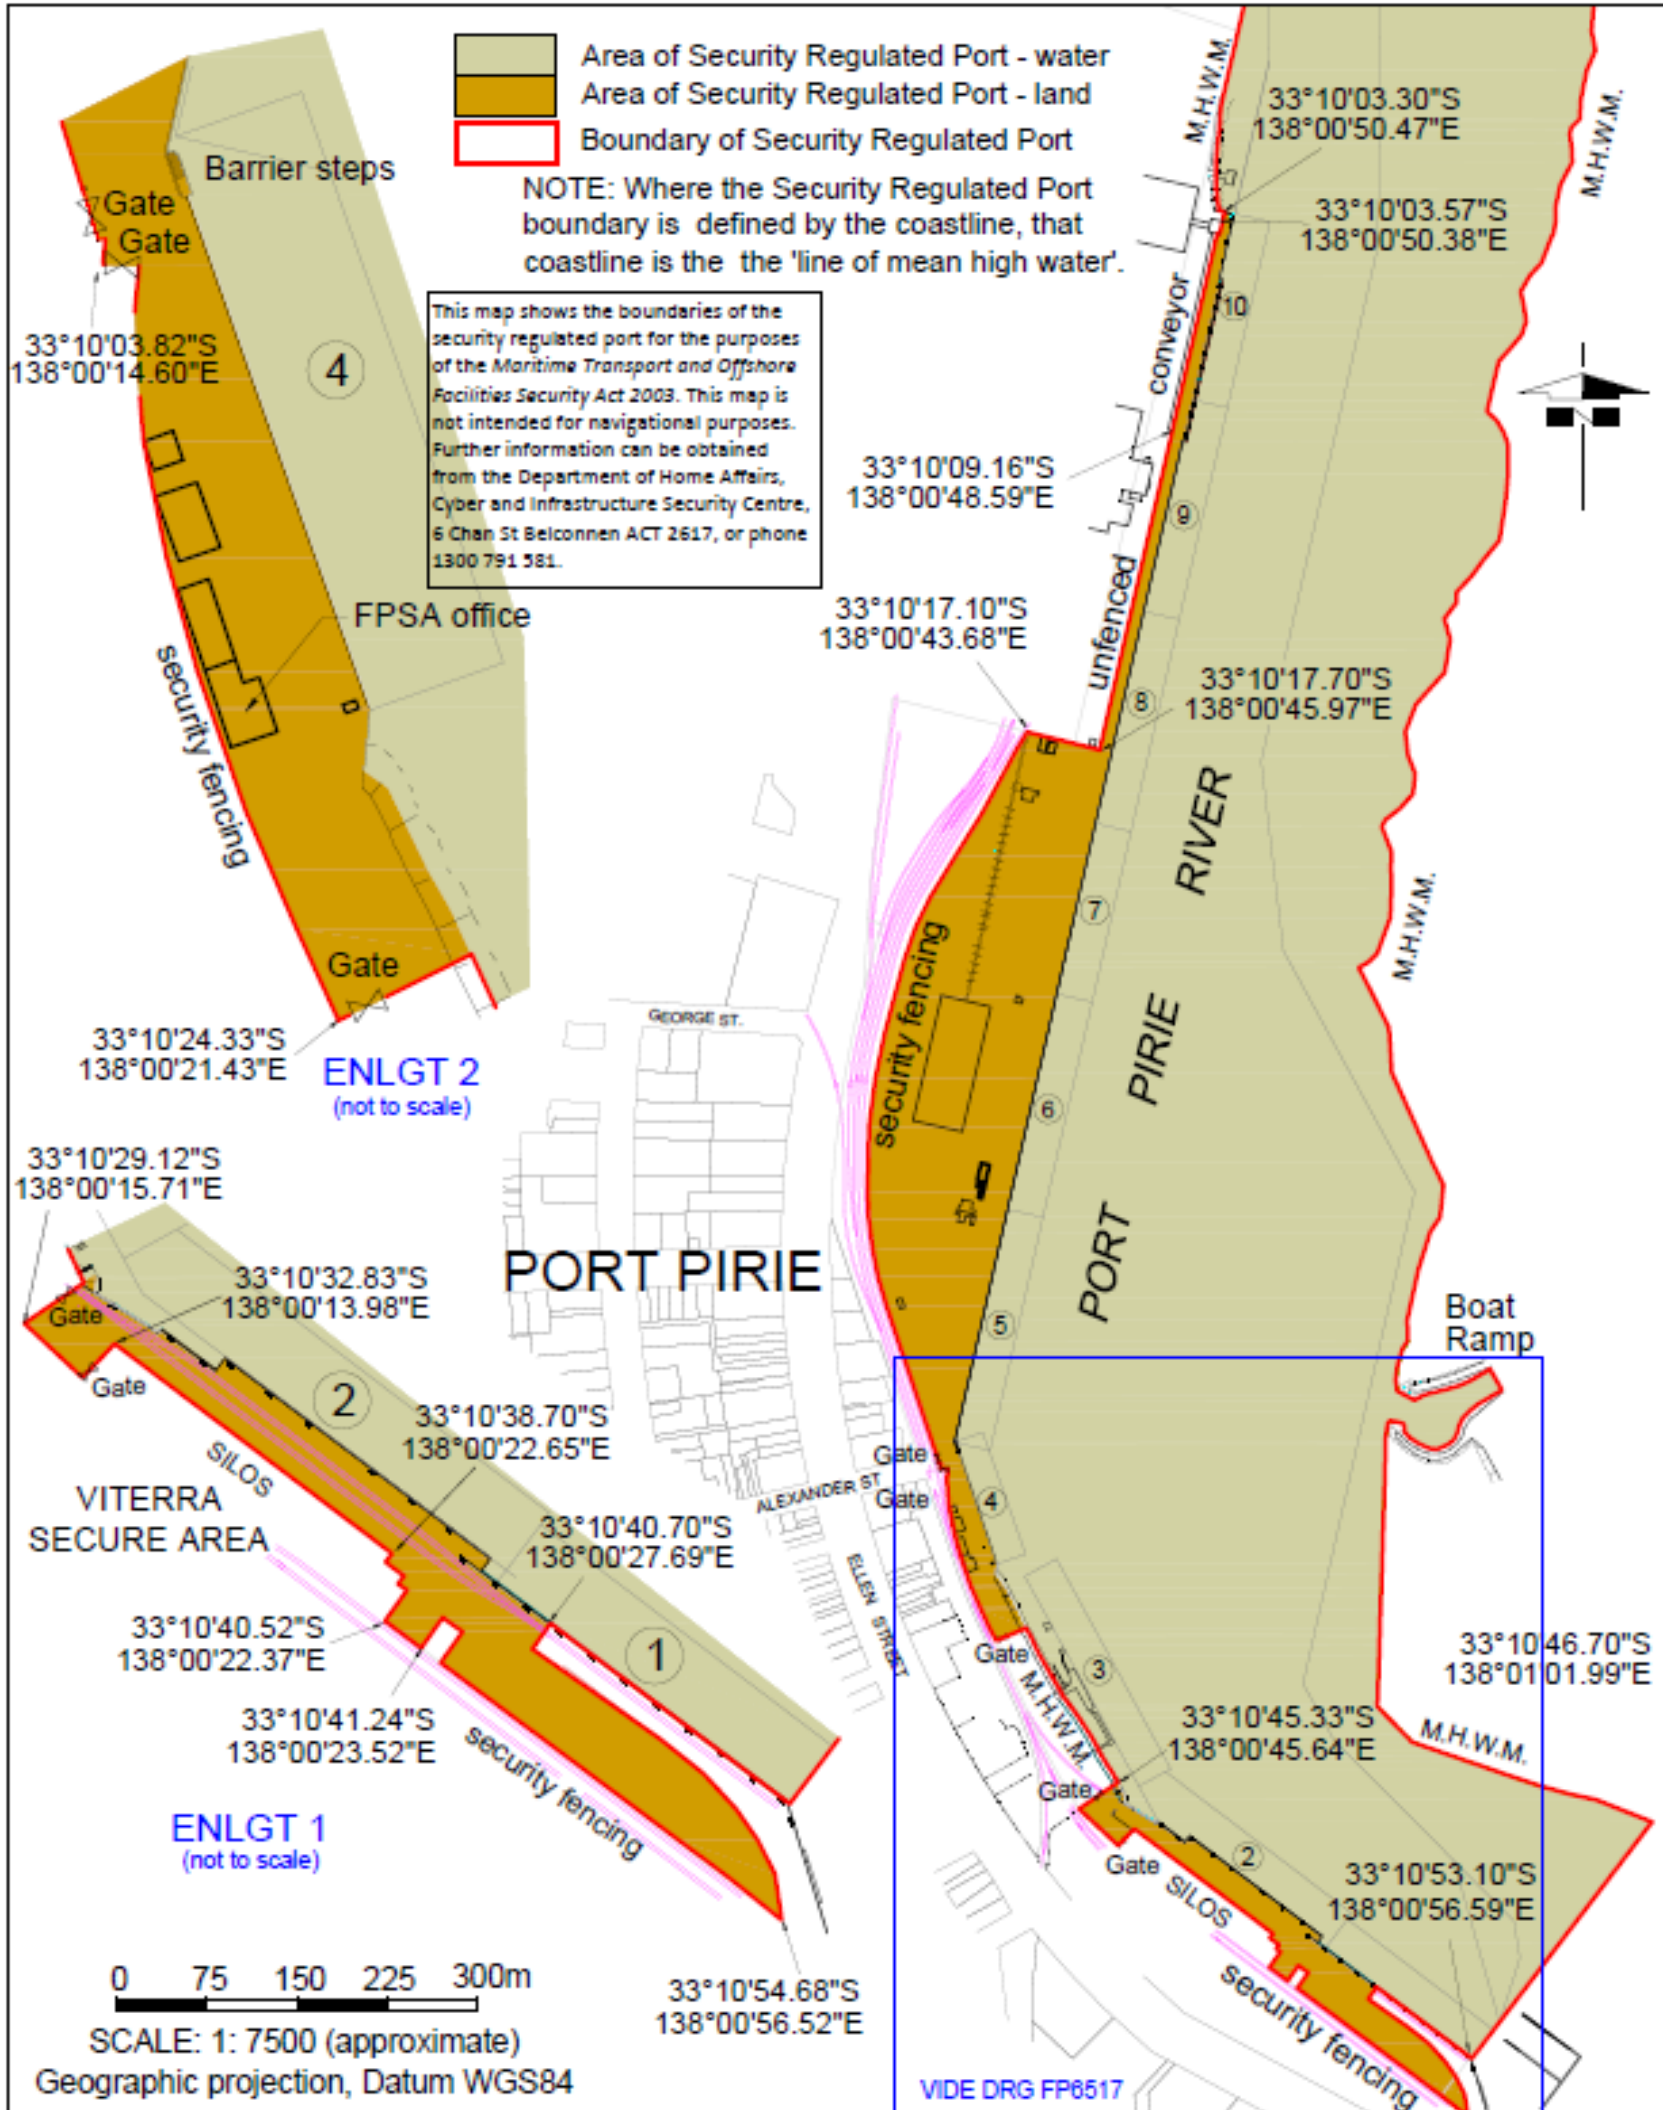 Area of Security Regulated Port - water
Area of Security Regulated Port - land
Boundary of Security Regulated Port
NOTE: Where the Security Regulated Port
boundary is defined by the coastline, that
coastline is the the 'line of mean high water'.
This map shows the boundaries of the
security regulated port for the purposes
of the Maritime Transport and Offshore
Facilities Security Act 2003. This map is
not intended for navigational purposes.
Further information can be obtained
from the Department of Home Affairs,
Cyber and Infrastructure Security Centre,
6 Chan St Belconnen ACT 2617, or phone
1300 791 581.
Barrier steps
Gate
Gate
33°10'03.82"S
138°00'14.60"E
4
FPSA office
security fencing
Gate
33°10'24.33"S
138°00'21.43"E
ENLGT 2
(not to scale)
M.H.W.M.
M.H.W.M.
33°10'03.30"S
138°00'50.47"E
33°10'03.57"S
138°00'50.38"E
conveyor
10
33°10'09.16"S
138°00'48.59"E
9
unfenced
33°10'17.10"S
138°00'43.68"E
33°10'17.70"S
138°00'45.97"E
8
7
6
5
PORT PIRIE RIVER
M.H.W.M.
security fencing
GEORGE ST.
PORT PIRIE
ALEXANDER ST
ELLEN STREET
Boat
Ramp
Gate
Gate
4
Gate
3
M.H.W.M.
33°10'46.70"S
138°01'01.99"E
M.H.W.M.
33°10'45.33"S
138°00'45.64"E
Gate
Gate
2
SILOS
33°10'53.10"S
138°00'56.59"E
security fencing
VIDE DRG FP6517
33°10'29.12"S
138°00'15.71"E
33°10'32.83"S
138°00'13.98"E
Gate
Gate
2
33°10'38.70"S
138°00'22.65"E
SILOS
VITERRA
SECURE AREA
33°10'40.70"S
138°00'27.69"E
33°10'40.52"S
138°00'22.37"E
1
33°10'41.24"S
138°00'23.52"E
security fencing
ENLGT 1
(not to scale)
33°10'54.68"S
138°00'56.52"E
0 75 150 225 300m
SCALE: 1: 7500 (approximate)
Geographic projection, Datum WGS84